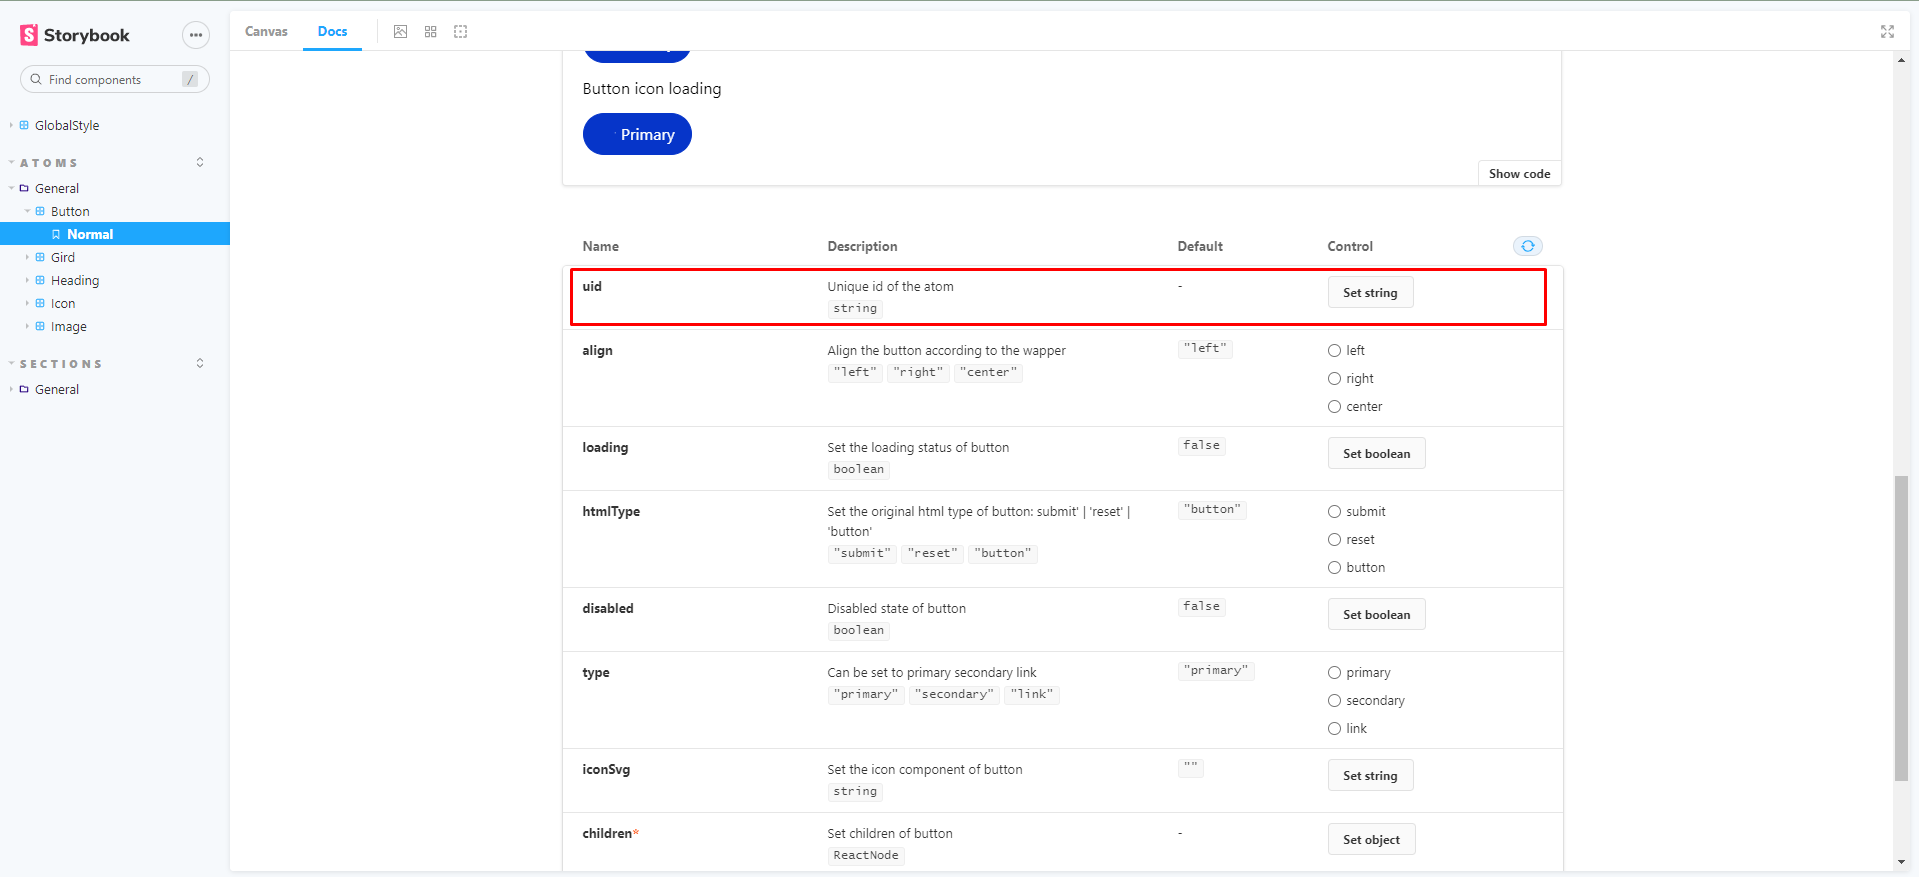 Storybook
Find components /
GlobalStyle
ATOMS
General
Button
Normal
Gird
Heading
Icon
Image
SECTIONS
General
Canvas Docs
Button icon loading
Primary
Show code
Name Description Default Control
uid Unique id of the atom - Set string
string
align Align the button according to the wapper "left" left
"left" "right" "center"
right
center
loading Set the loading status of button false Set boolean
boolean
htmlType Set the original html type of button: submit' | 'reset' | "button" submit
'button'
reset
"submit" "reset" "button"
button
disabled Disabled state of button false Set boolean
boolean
type Can be set to primary secondary link "primary" primary
"primary" "secondary" "link"
secondary
link
iconSvg Set the icon component of button "" Set string
string
children* Set children of button - Set object
ReactNode